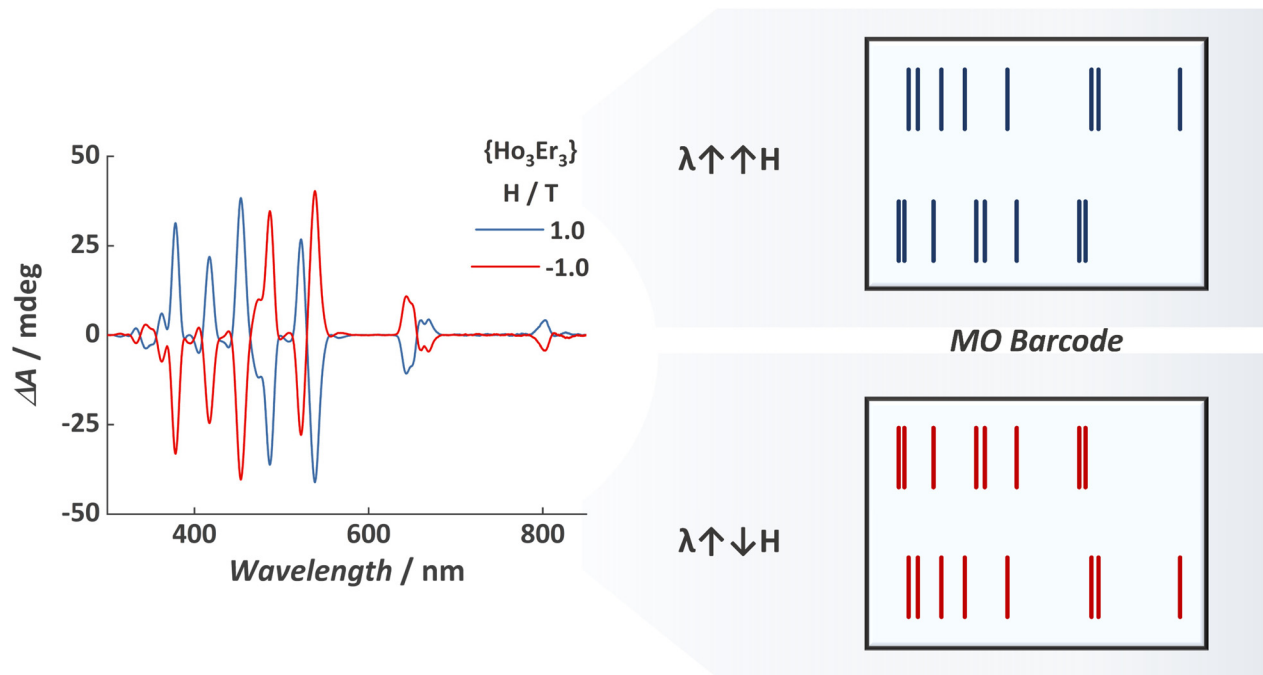 {Ho₃Er₃}
H / T
1.0
-1.0
50
25
0
-25
-50
ΔA / mdeg
400
600
800
Wavelength / nm
λ↑↑H
MO Barcode
λ↑↓H